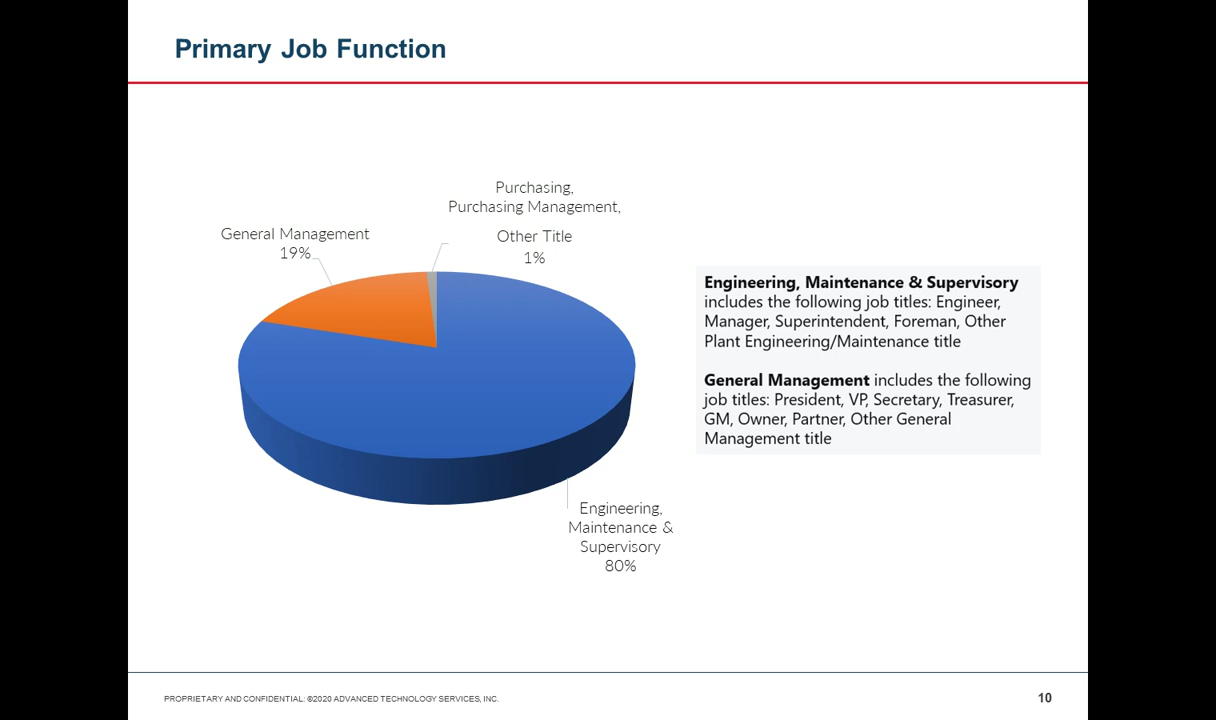 Primary Job Function
Purchasing,
Purchasing Management,
Other Title
1%
General Management
19%
Engineering, Maintenance & Supervisory
includes the following job titles: Engineer,
Manager, Superintendent, Foreman, Other
Plant Engineering/Maintenance title
General Management includes the following
job titles: President, VP, Secretary, Treasurer,
GM, Owner, Partner, Other General
Management title
Engineering,
Maintenance &
Supervisory
80%
PROPRIETARY AND CONFIDENTIAL: ©2020 ADVANCED TECHNOLOGY SERVICES, INC.
10